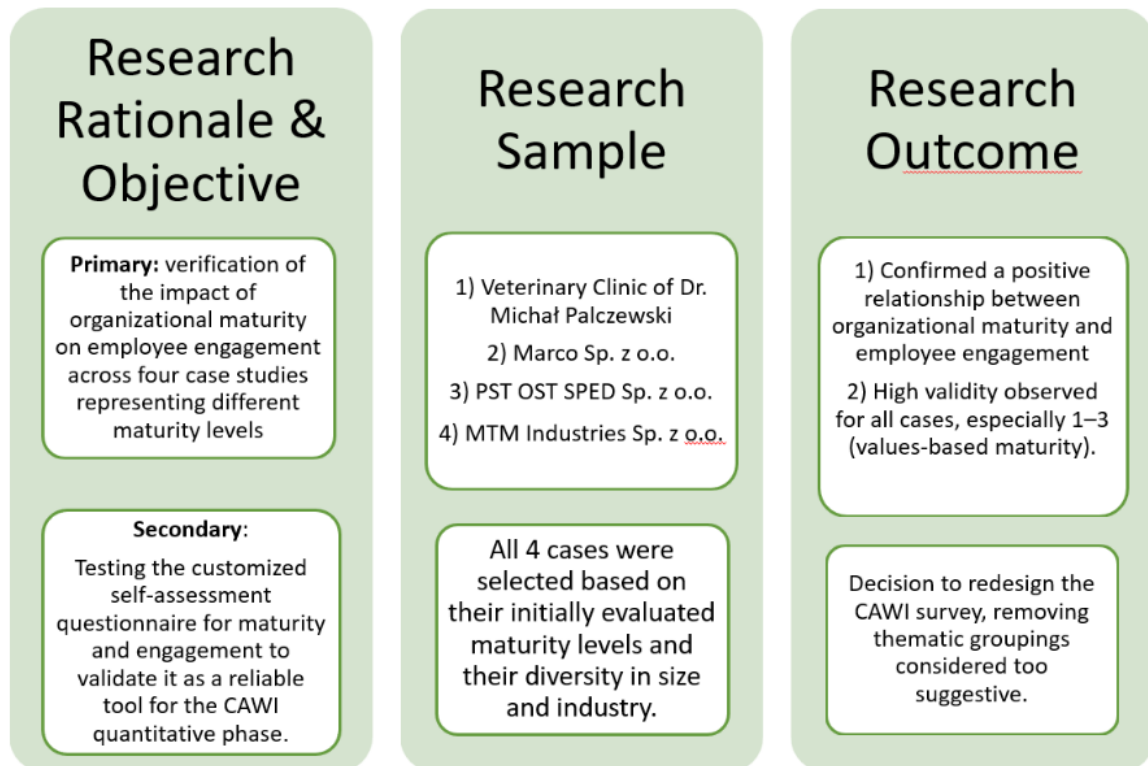 Research
Rationale &
Objective
Primary: verification of
the impact of
organizational maturity
on employee engagement
across four case studies
representing different
maturity levels
Secondary:
Testing the customized
self-assessment
questionnaire for maturity
and engagement to
validate it as a reliable
tool for the CAWI
quantitative phase.
Research
Sample
1) Veterinary Clinic of Dr.
Michał Palczewski
2) Marco Sp. z o.o.
3) PST OST SPED Sp. z o.o.
4) MTM Industries Sp. z o.o.
All 4 cases were
selected based on
their initially evaluated
maturity levels and
their diversity in size
and industry.
Research
Outcome
1) Confirmed a positive
relationship between
organizational maturity and
employee engagement
2) High validity observed
for all cases, especially 1–3
(values-based maturity).
Decision to redesign the
CAWI survey, removing
thematic groupings
considered too
suggestive.